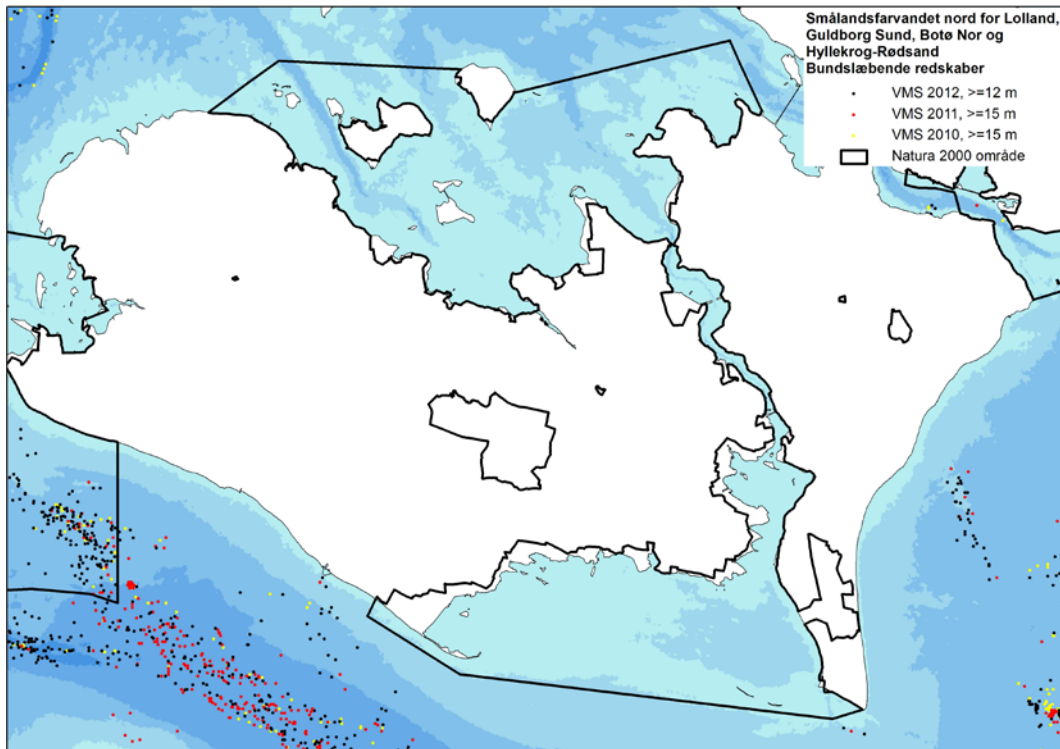 Smålandsfarvandet nord for Lolland,
Guldborg Sund, Botø Nor og
Hyllekrog-Rødsand
Bundslæbende redskaber
VMS 2012, >=12 m
VMS 2011, >=15 m
VMS 2010, >=15 m
Natura 2000 område